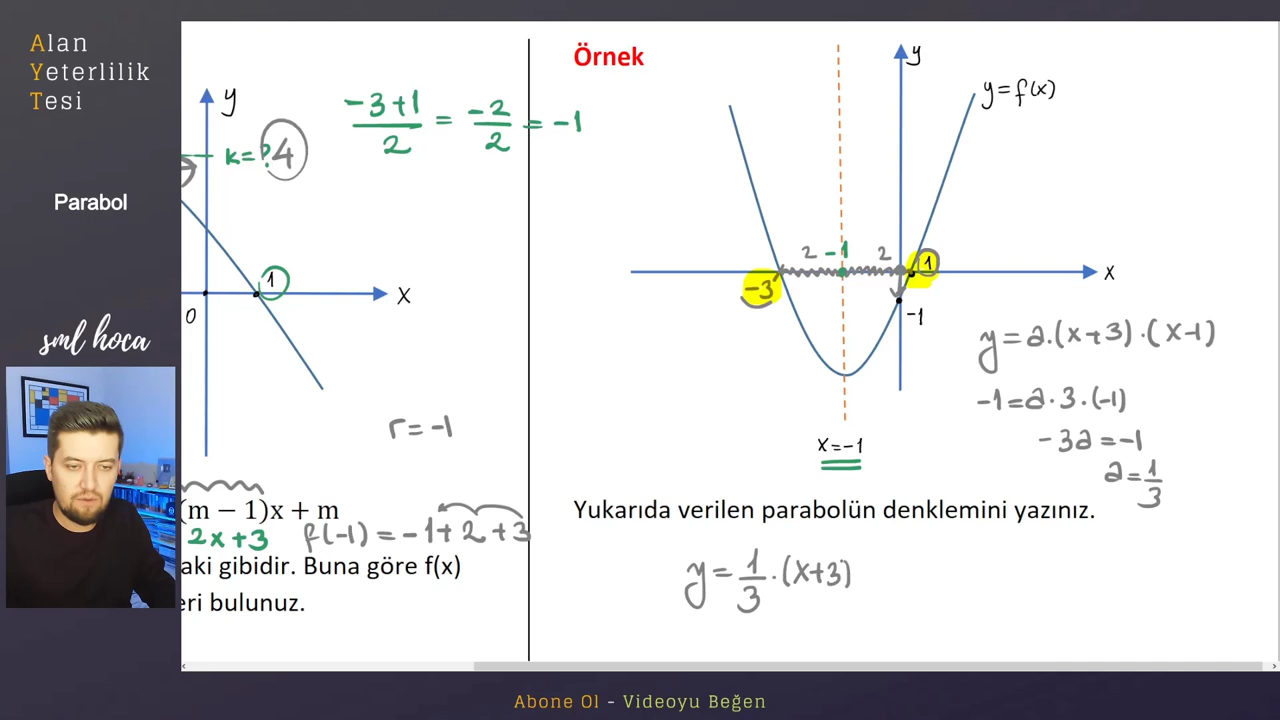 Alan
Yeterlilik
Tesi
Parabol
sml hoca
y
k=?4
-3+1/2 = -2/2 = -1
1
0
x
r=-1
(m − 1)x + m
2x+3
f(-1) = -1+2+3
aki gibidir. Buna göre f(x)
eri bulunuz.
Örnek
y
y=f(x)
2 -1 2 1
x
-3
-1
y=a.(x+3).(x-1)
-1=a.3.(-1)
-3a=-1
a=1/3
x=-1
Yukarıda verilen parabolün denklemini yazınız.
y=1/3.(x+3)
Abone Ol - Videoyu Beğen